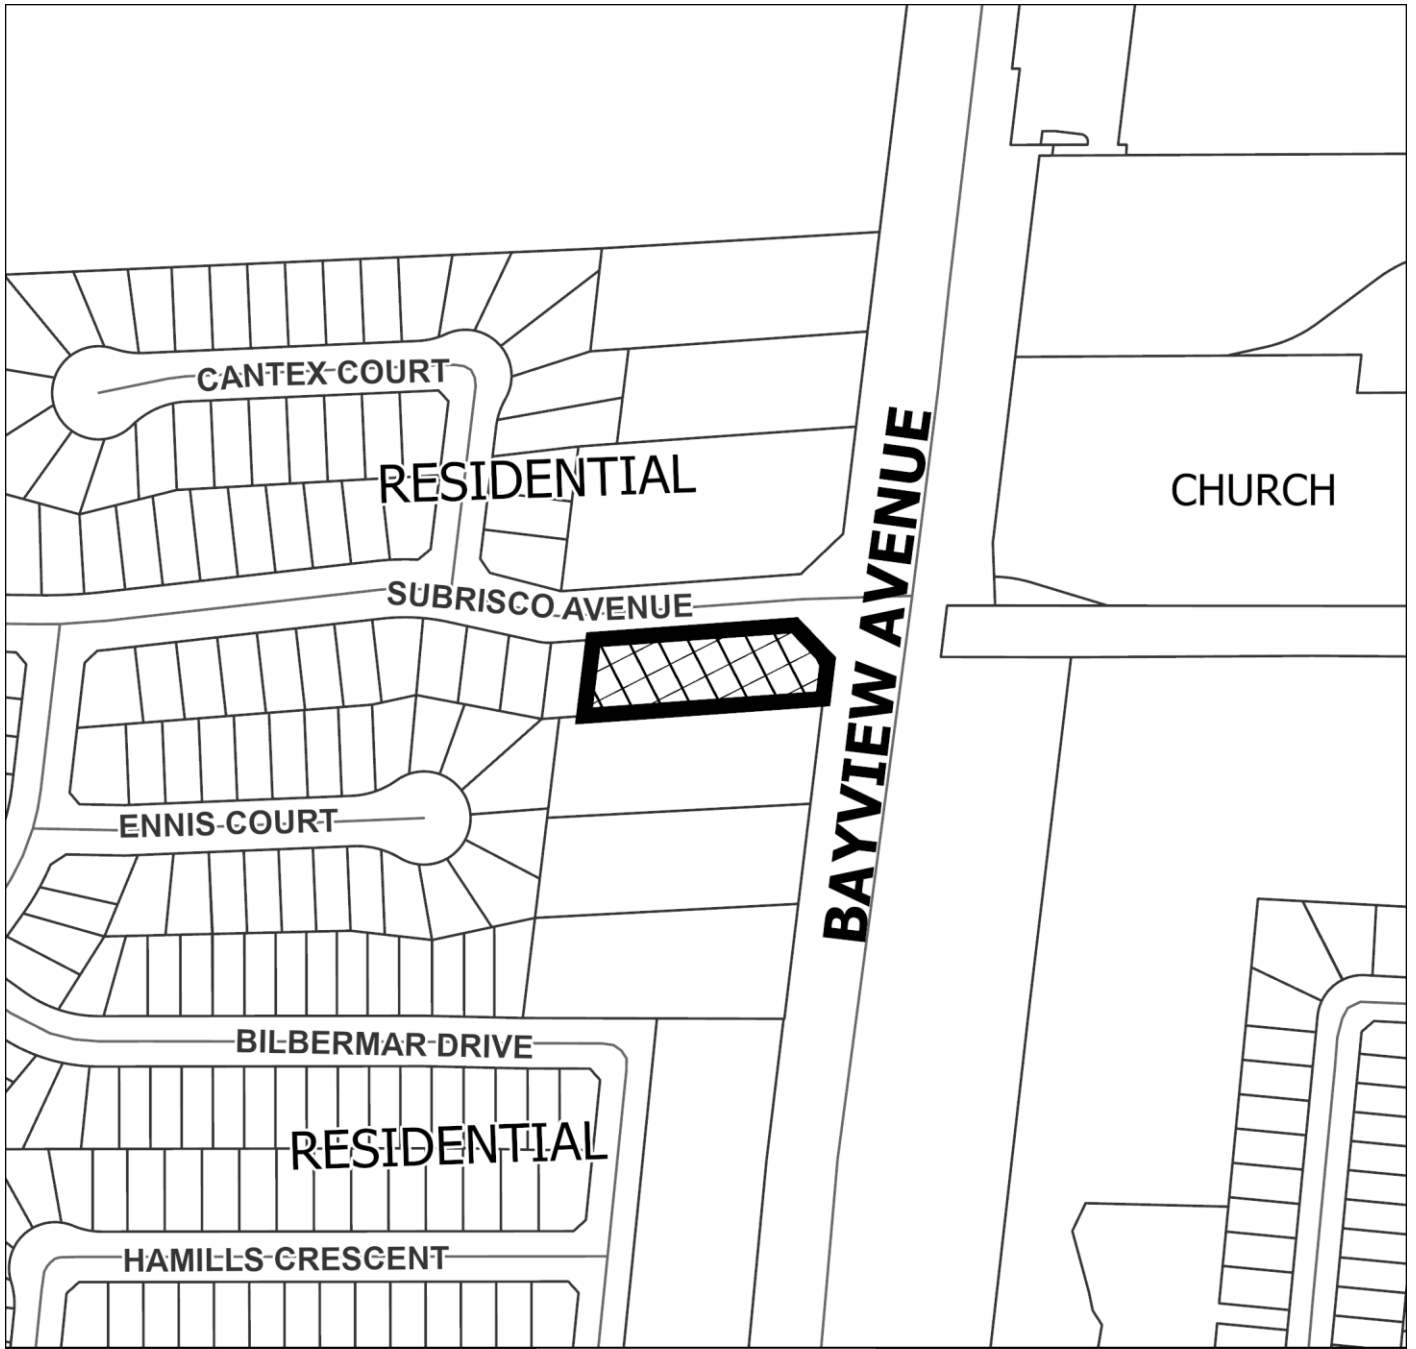 CANTEX COURT
RESIDENTIAL
CHURCH
SUBRISCO AVENUE
BAYVIEW AVENUE
ENNIS COURT
BILBERMAR DRIVE
RESIDENTIAL
HAMILLS CRESCENT